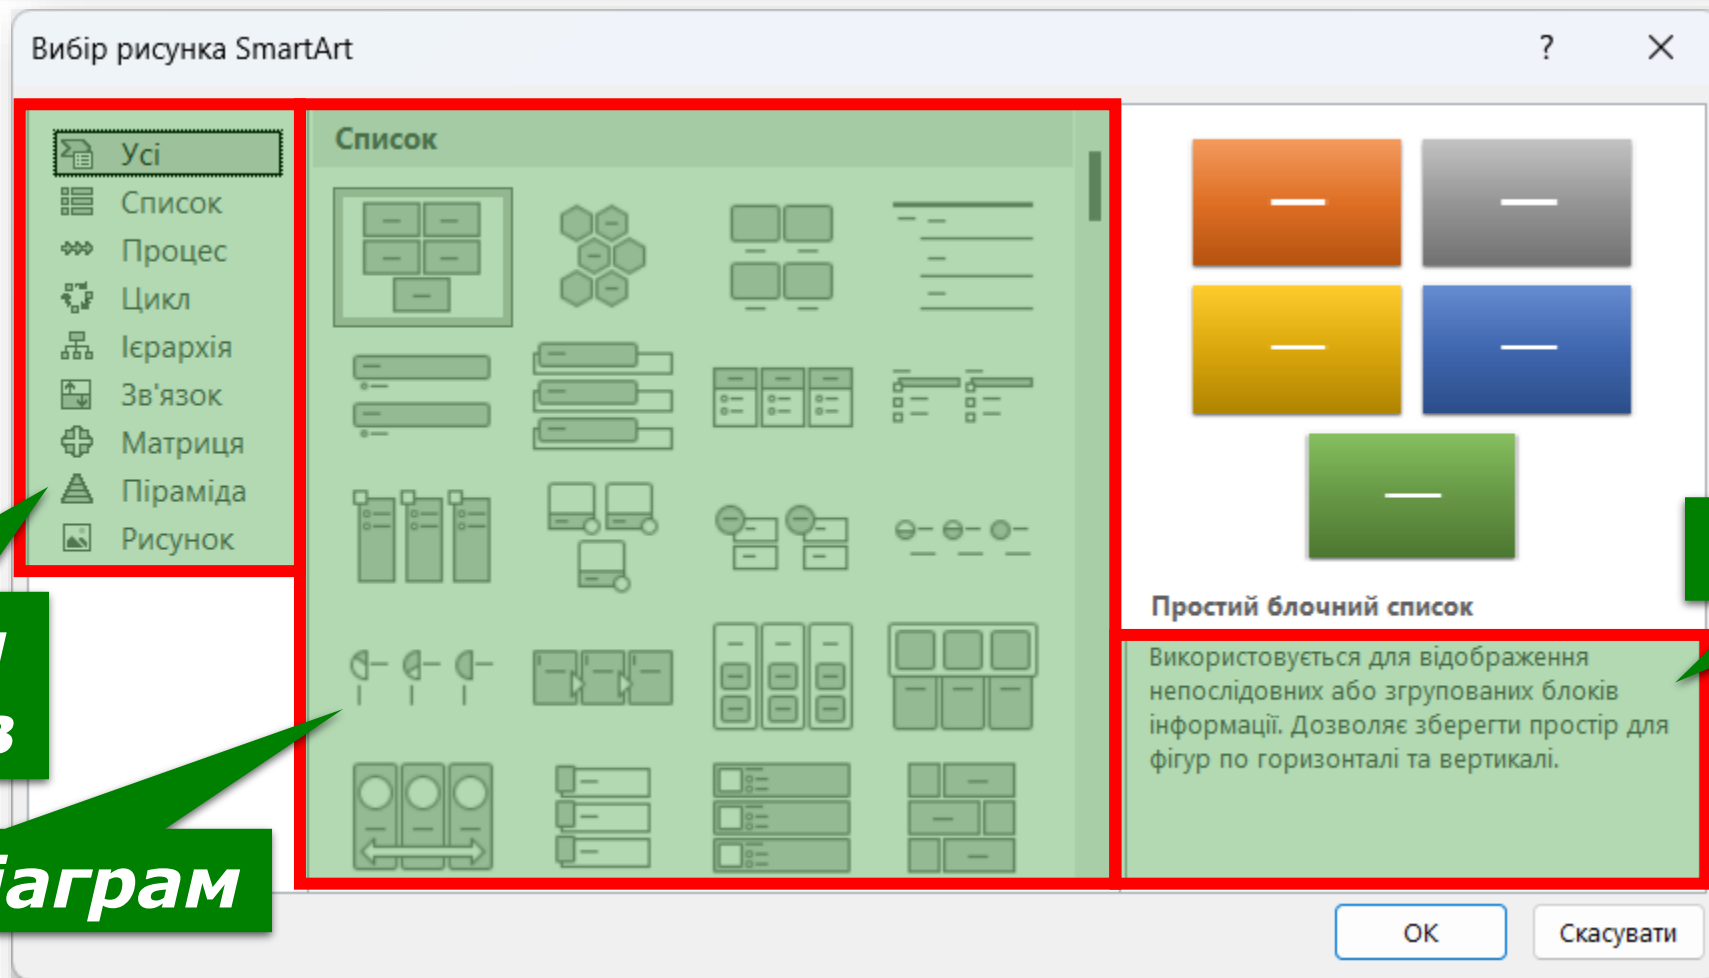 Вибір рисунка SmartArt
Усі
Список
Процес
Цикл
Ієрархія
Зв'язок
Матриця
Піраміда
Рисунок
Список
Простий блочний список
Використовується для відображення
непослідовних або згрупованих блоків
інформації. Дозволяє зберегти простір для
фігур по горизонталі та вертикалі.
іаграм
ОК
Скасувати